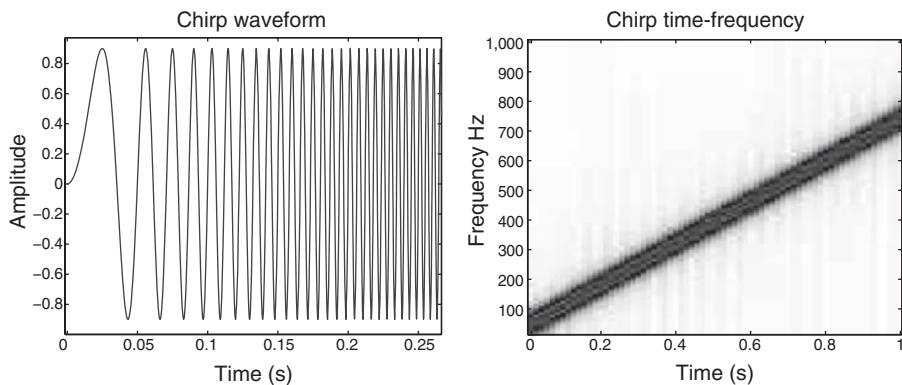 Chirp waveform
Amplitude
0.8
0.6
0.4
0.2
0
−0.2
−0.4
−0.6
−0.8
0 0.05 0.1 0.15 0.2 0.25
Time (s)
Chirp time-frequency
Frequency Hz
1,000
900
800
700
600
500
400
300
200
100
0 0.2 0.4 0.6 0.8 1
Time (s)